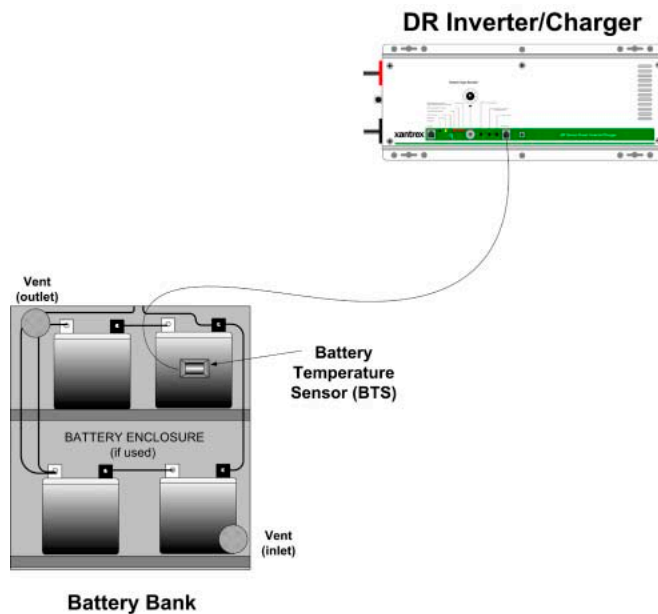 DR Inverter/Charger
xantrex
Vent
(outlet)
Battery
Temperature
Sensor (BTS)
BATTERY ENCLOSURE
(if used)
Vent
(inlet)
Battery Bank